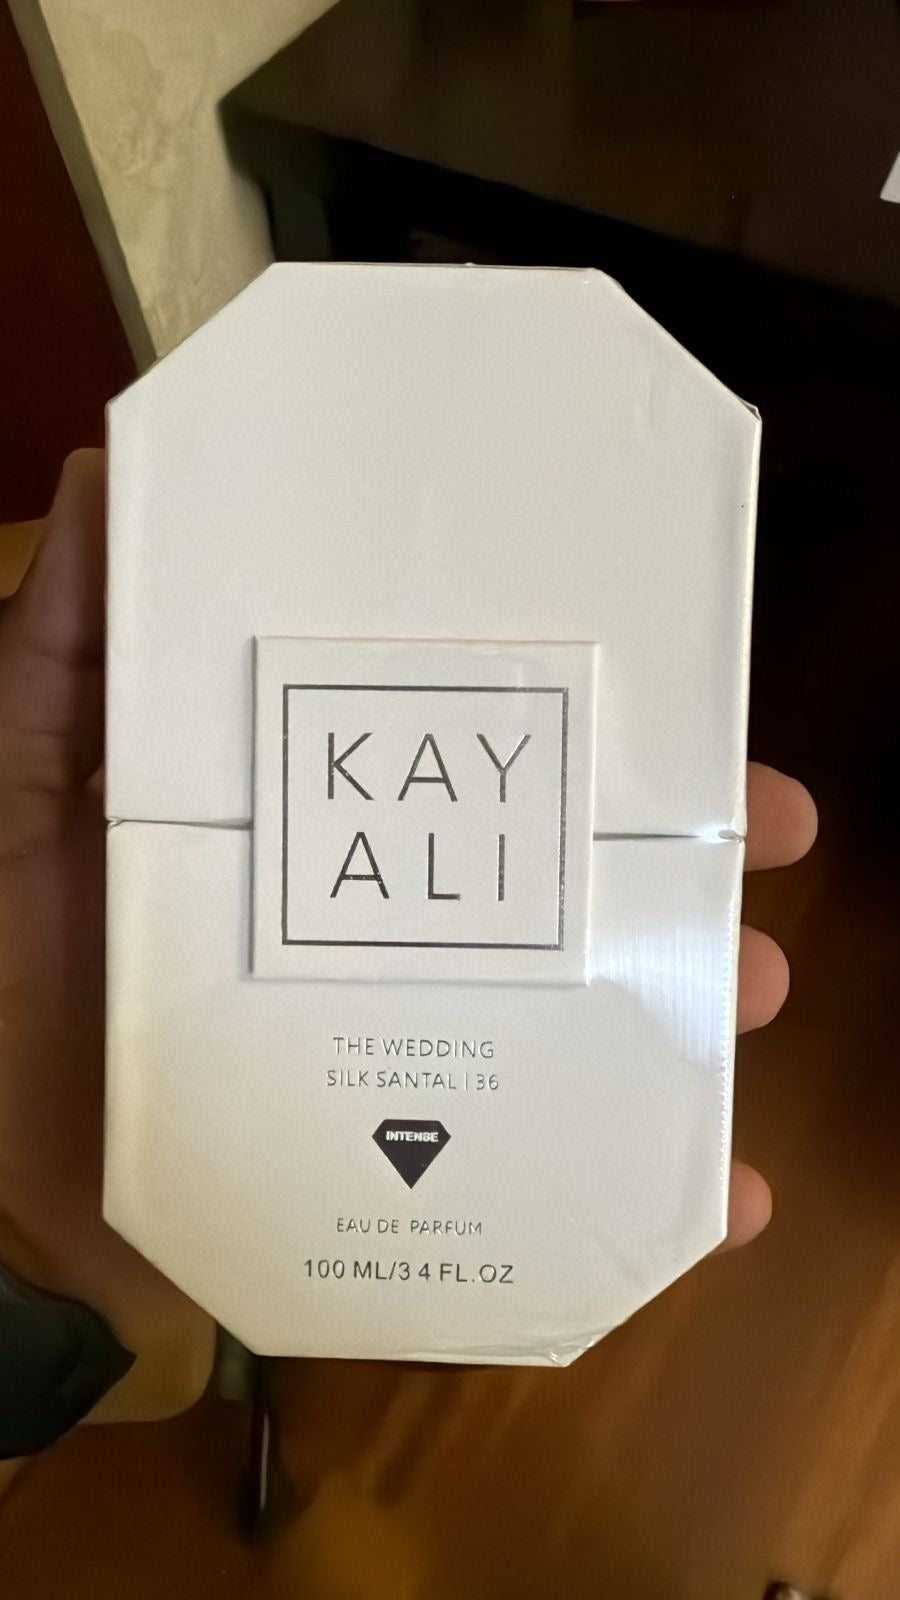 KAY
ALI
THE WEDDING
SILK SANTAL | 36
INTENSE
EAU DE PARFUM
100 ML/3 4 FL.OZ